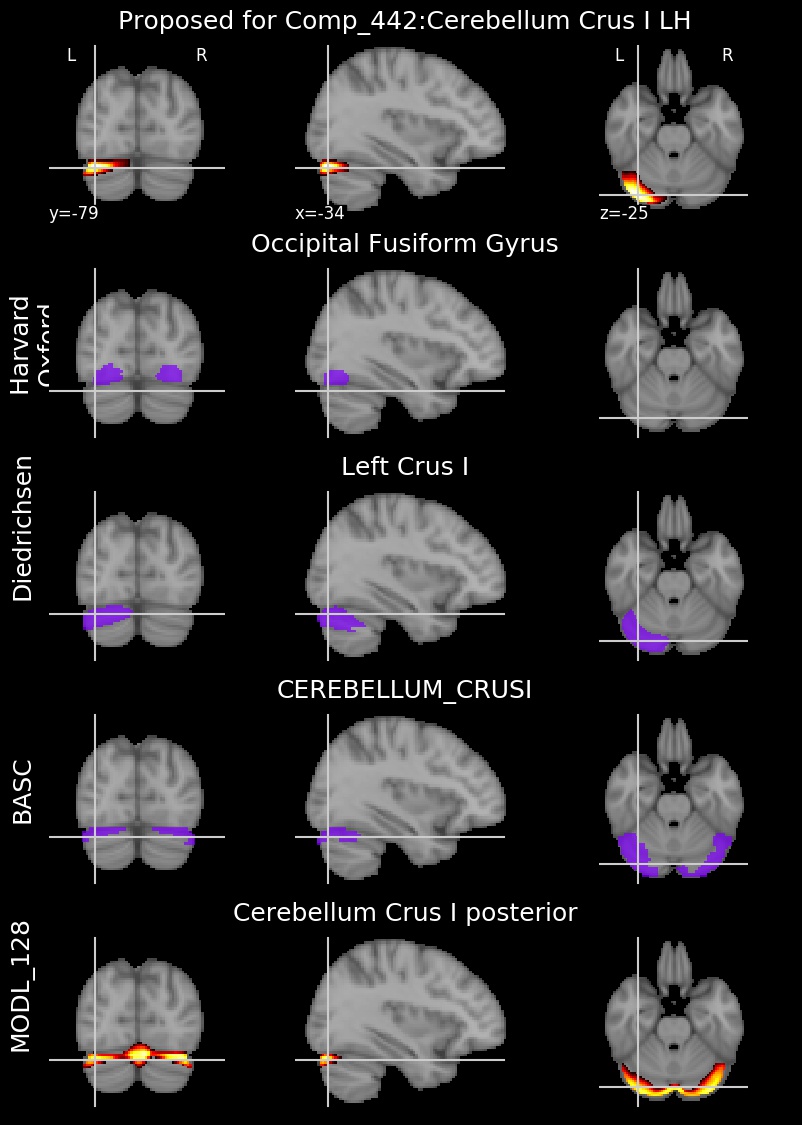 Proposed for Comp_442:Cerebellum Crus I LH
L R L R
y=-79 x=-34 z=-25
Occipital Fusiform Gyrus
Harvard
Oxford
Left Crus I
Diedrichsen
CEREBELLUM_CRUSI
BASC
Cerebellum Crus I posterior
MODL_128